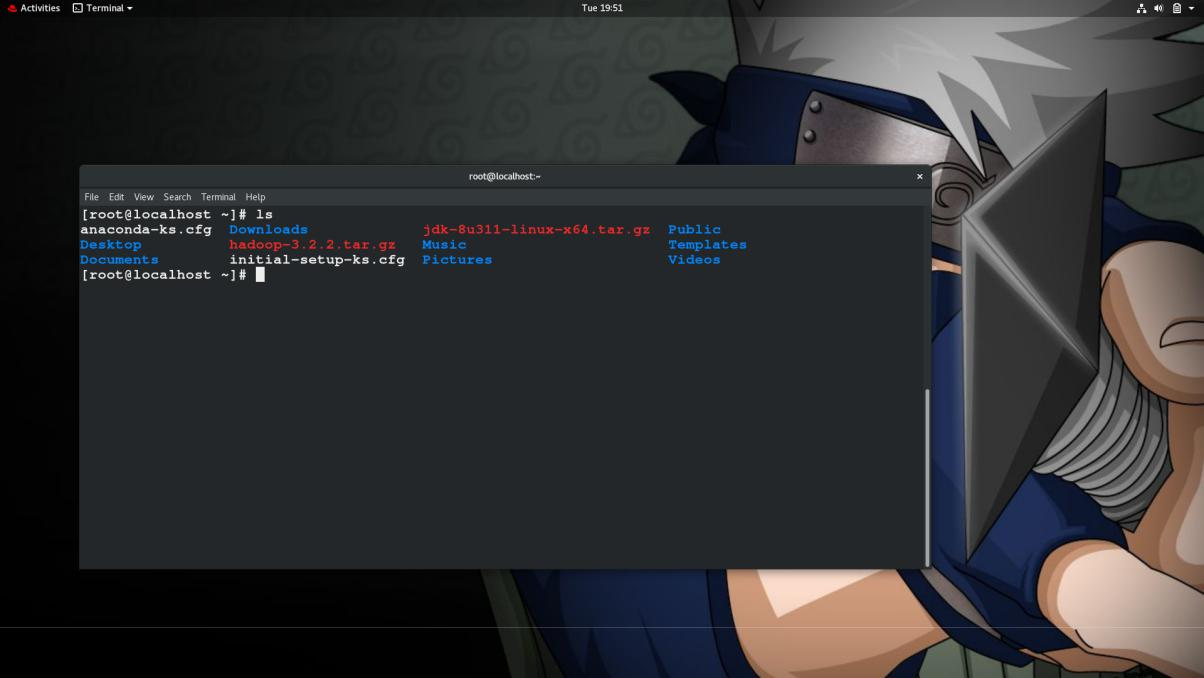 Activities Terminal Tue 19:51
root@localhost:~ ×
File Edit View Search Terminal Help
[root@localhost ~]# ls
anaconda-ks.cfg Downloads jdk-8u311-linux-x64.tar.gz Public
Desktop hadoop-3.2.2.tar.gz Music Templates
Documents initial-setup-ks.cfg Pictures Videos
[root@localhost ~]#